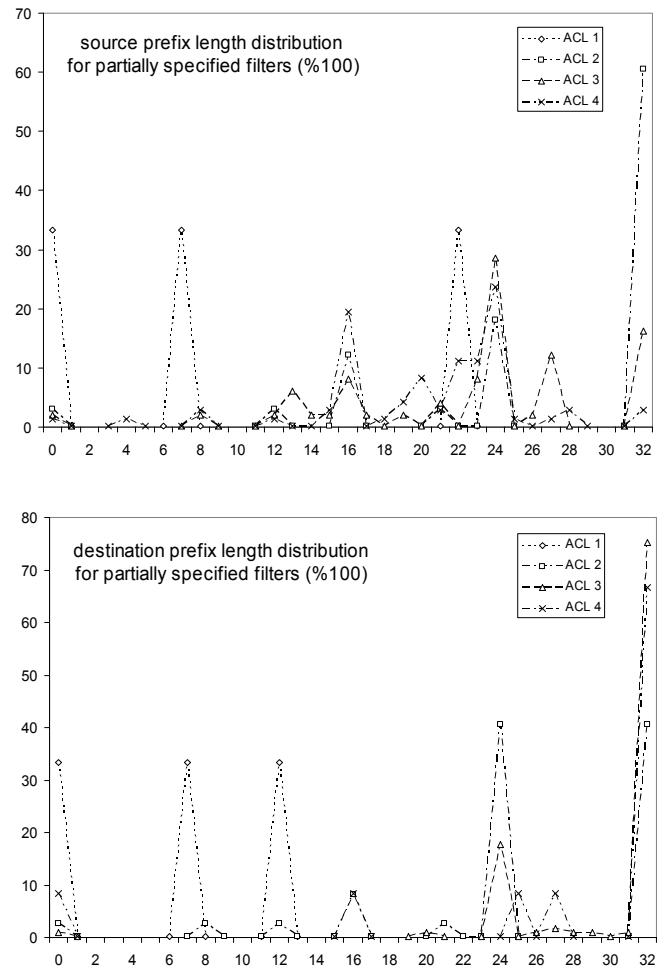 70
60
50
40
30
20
10
0
source prefix length distribution
for partially specified filters (%100)
ACL 1
ACL 2
ACL 3
ACL 4
0 2 4 6 8 10 12 14 16 18 20 22 24 26 28 30 32
80
70
60
50
40
30
20
10
0
destination prefix length distribution
for partially specified filters (%100)
ACL 1
ACL 2
ACL 3
ACL 4
0 2 4 6 8 10 12 14 16 18 20 22 24 26 28 30 32